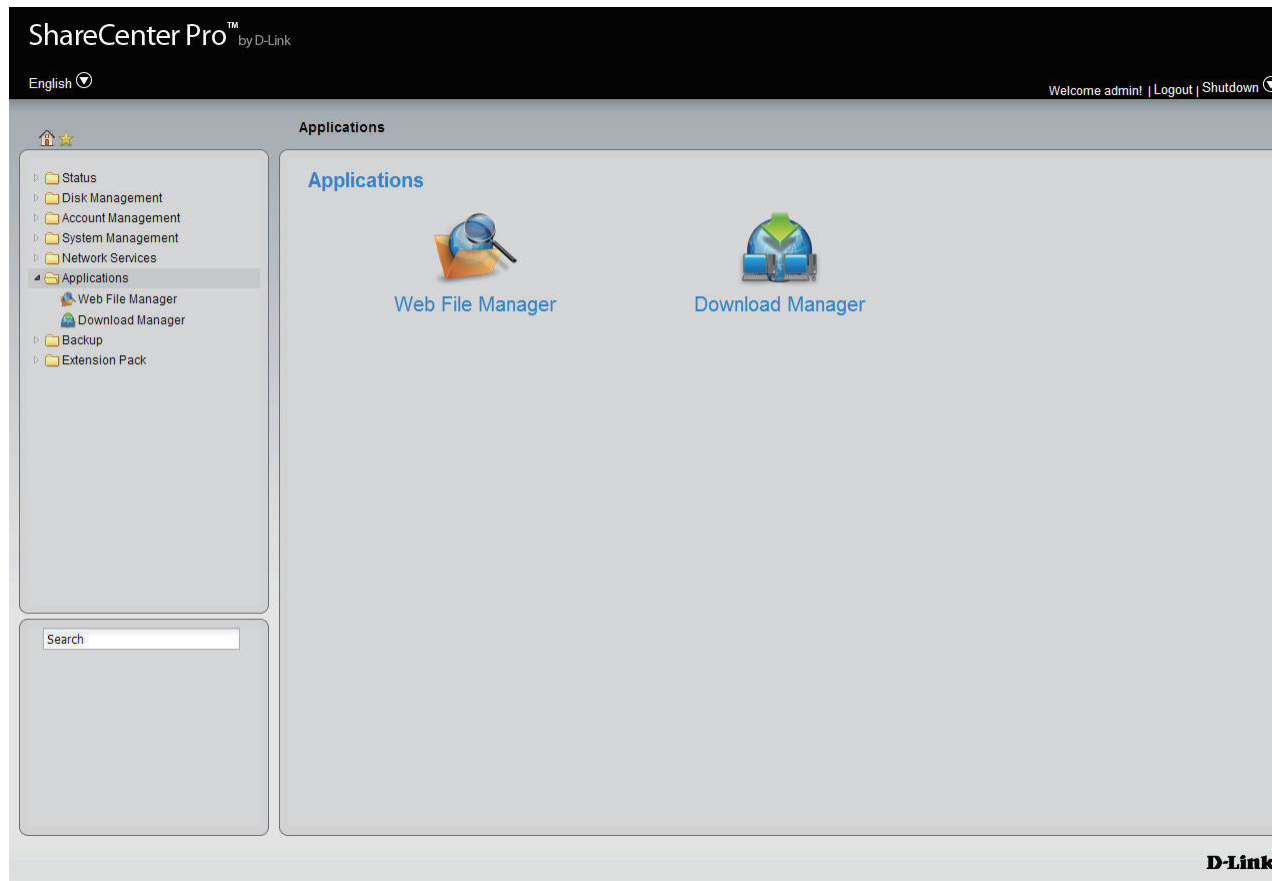 ShareCenter Pro™ by D-Link
English
Welcome admin! | Logout | Shutdown
Applications
Status
Disk Management
Account Management
System Management
Network Services
Applications
Web File Manager
Download Manager
Backup
Extension Pack
Search
Applications
Web File Manager
Download Manager
D-Link